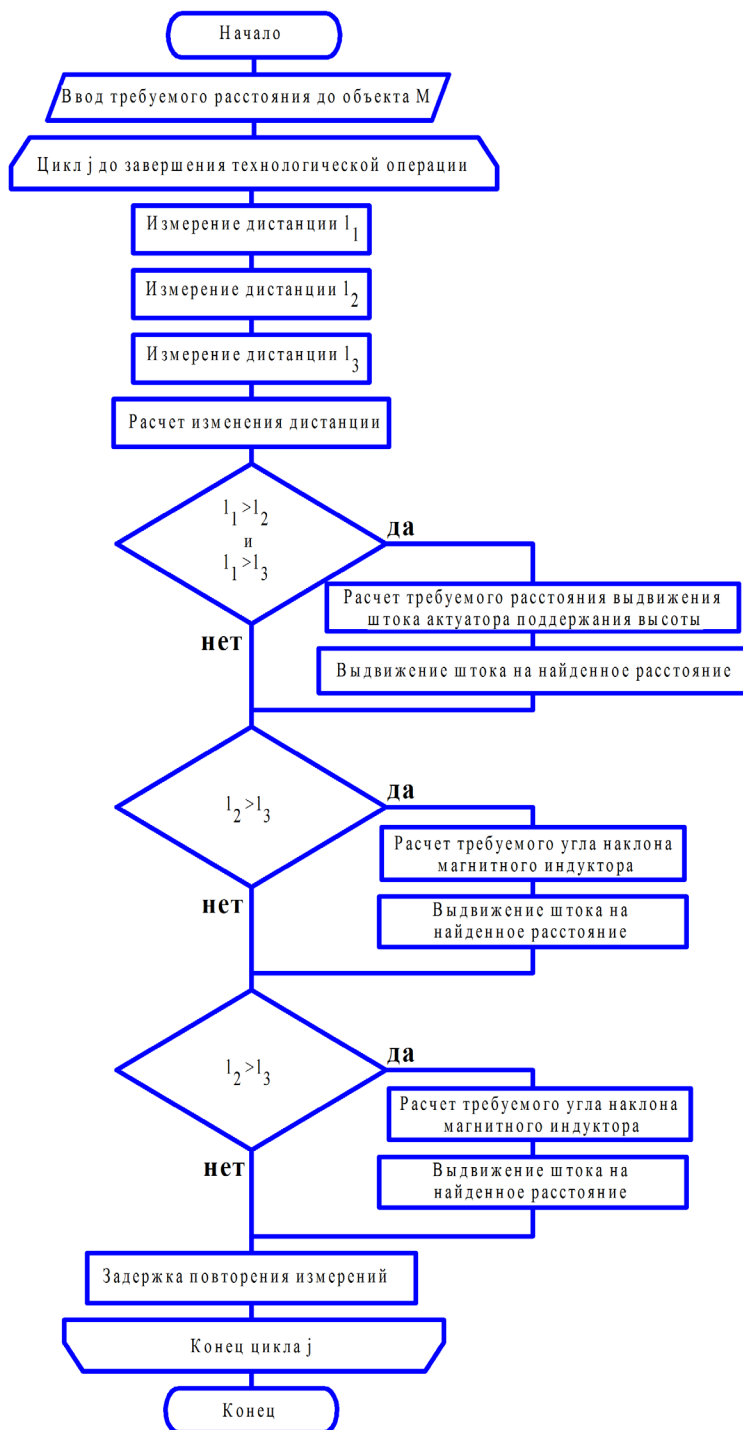 Начало
Ввод требуемого расстояния до объекта М
Цикл j до завершения технологической операции
Измерение дистанции l₁
Измерение дистанции l₂
Измерение дистанции l₃
Расчет изменения дистанции
l₁>l₂
и
l₁>l₃
да
Расчет требуемого расстояния выдвижения
штока актуатора поддержания высоты
нет
Выдвижение штока на найденное расстояние
l₂>l₃
да
Расчет требуемого угла наклона
магнитного индуктора
нет
Выдвижение штока на
найденное расстояние
l₂>l₃
да
Расчет требуемого угла наклона
магнитного индуктора
нет
Выдвижение штока на
найденное расстояние
Задержка повторения измерений
Конец цикла j
Конец